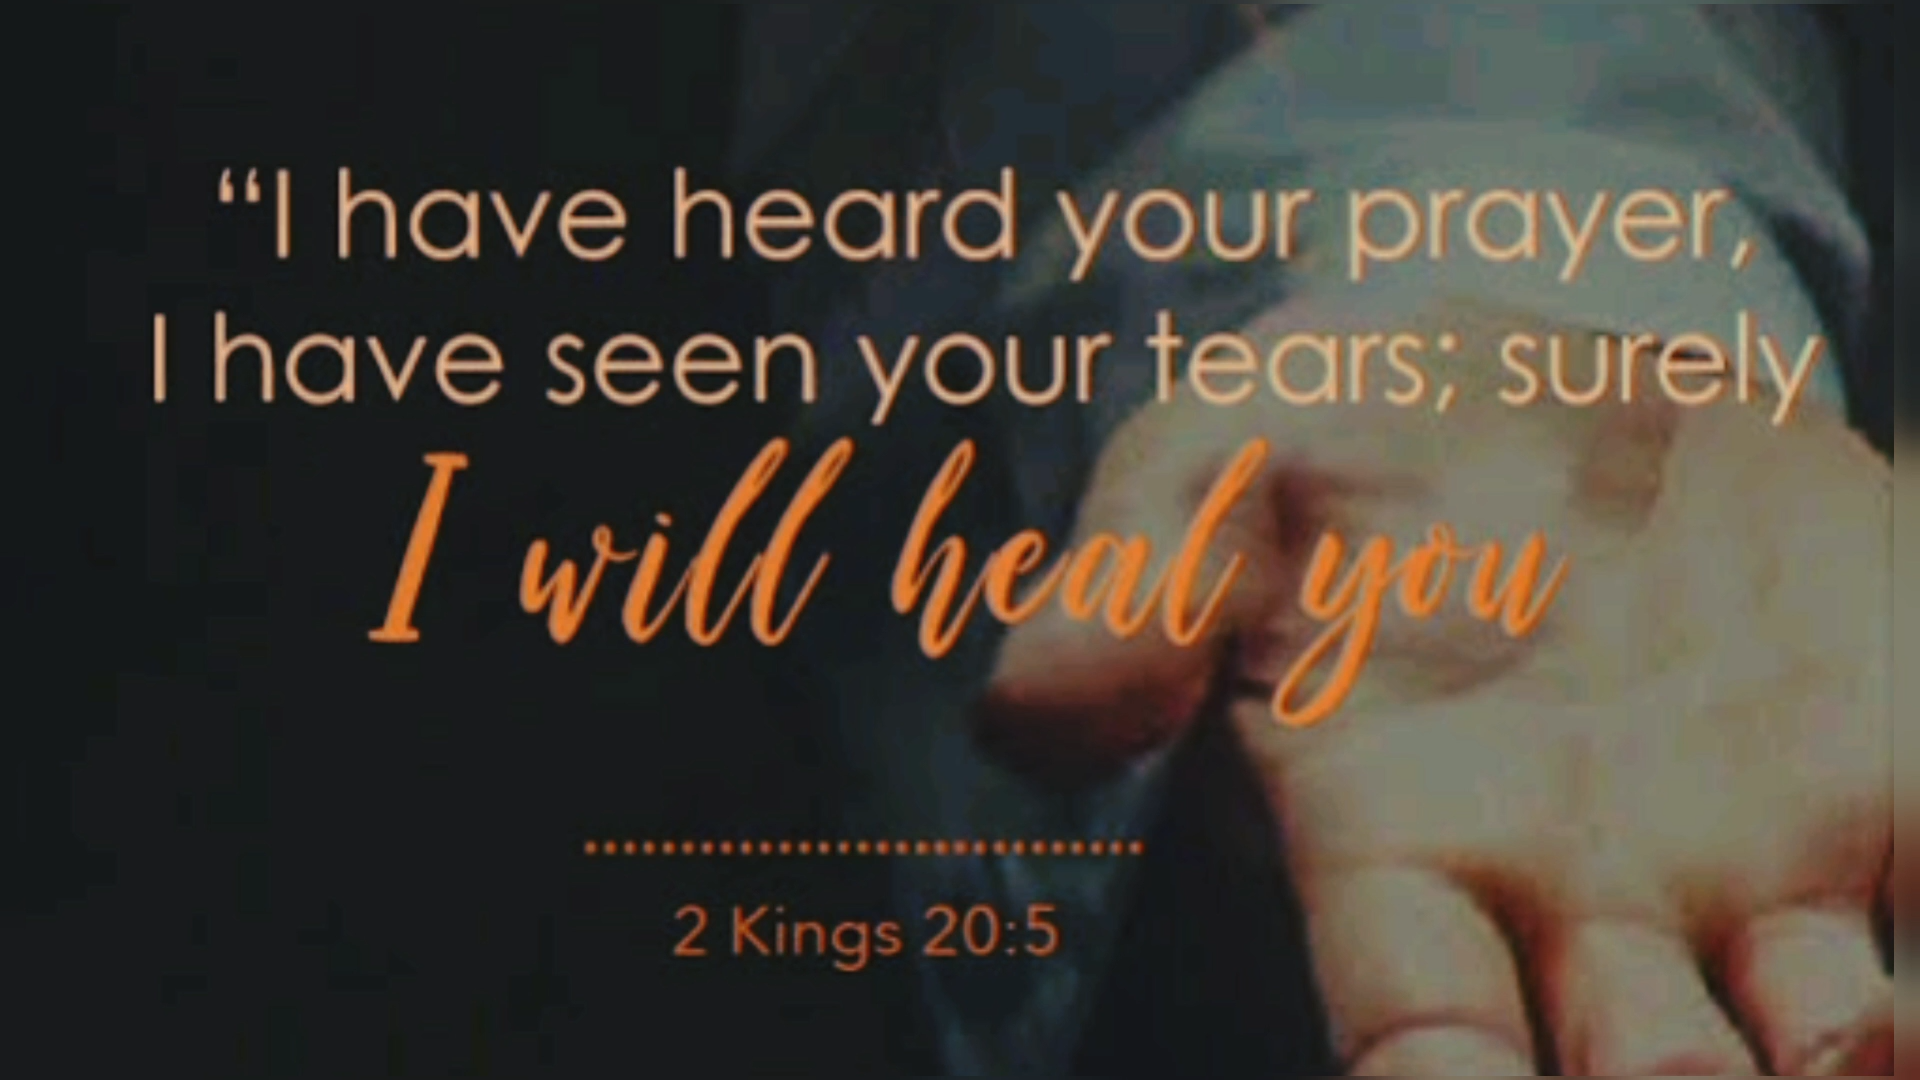 “I have heard your prayer,
I have seen your tears; surely
I will heal you
2 Kings 20:5